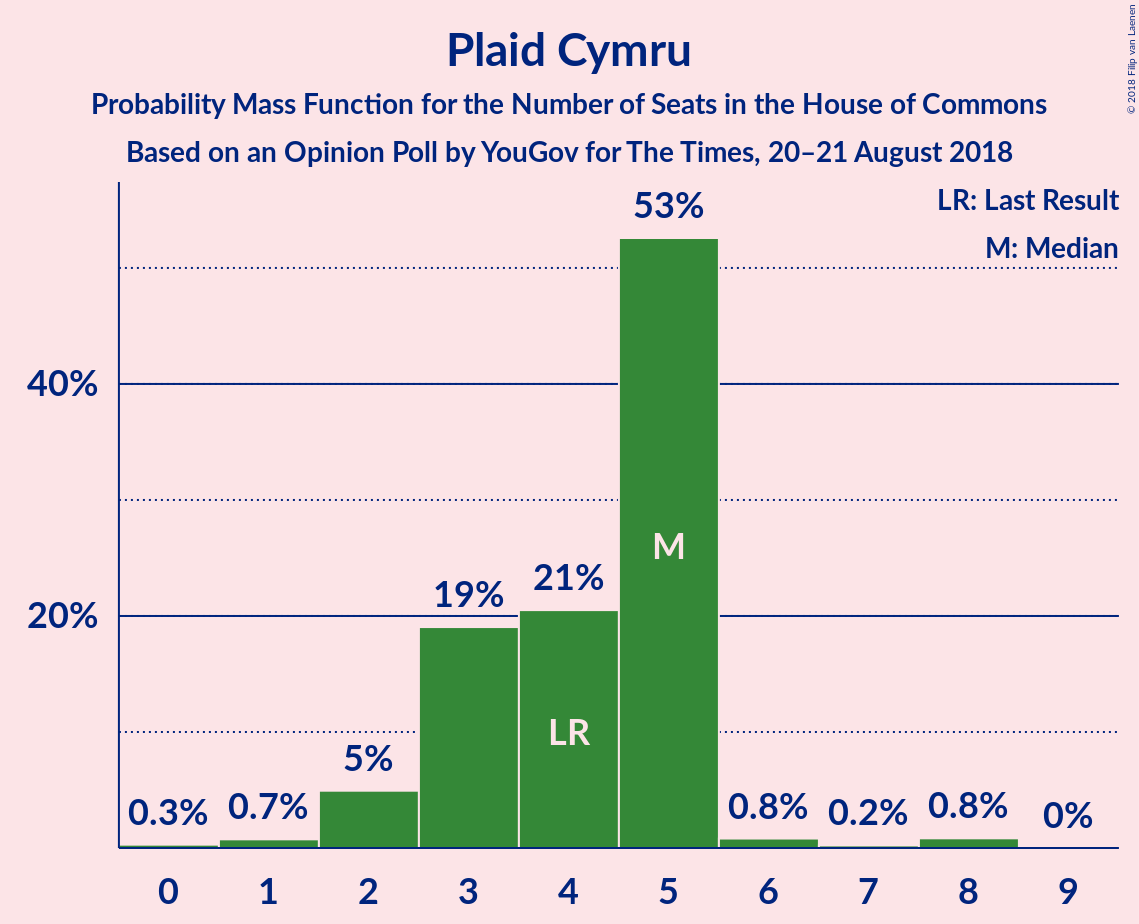 Plaid Cymru
Probability Mass Function for the Number of Seats in the House of Commons
Based on an Opinion Poll by YouGov for The Times, 20–21 August 2018
© 2018 Filip van Laenen
LR: Last Result
M: Median
53%
40%
M
21%
19%
20%
LR
5%
0.3%
0.7%
0.8%
0.2%
0.8%
0%
0 1 2 3 4 5 6 7 8 9